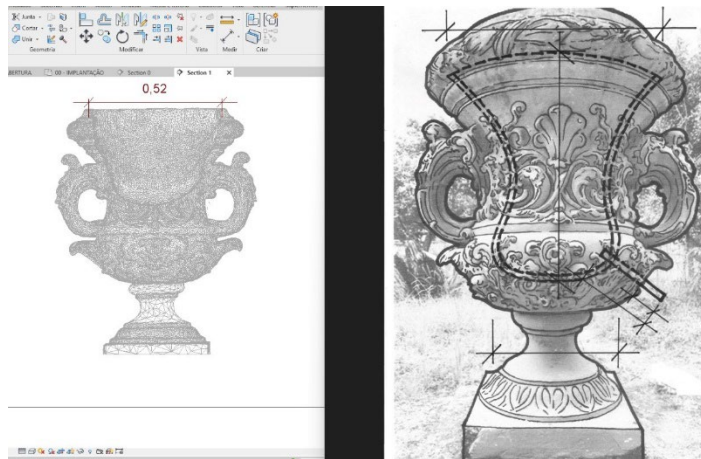 Junta
Cortar
Unir
Geometria
Modificar
Vista
Medir
Criar
BERTURA
00 - IMPLANTAÇÃO
Section 0
Section 1
0,52